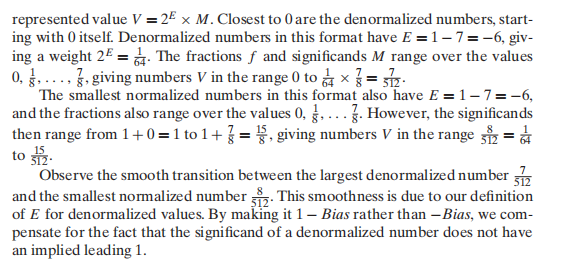 represented value V = 2^E × M. Closest to 0 are the denormalized numbers, start-
ing with 0 itself. Denormalized numbers in this format have E = 1 − 7 = −6, giv-
ing a weight 2^E = 1/64. The fractions f and significands M range over the values
0, 1/8, . . . , 7/8, giving numbers V in the range 0 to 1/64 × 7/8 = 7/512.
The smallest normalized numbers in this format also have E = 1 − 7 = −6,
and the fractions also range over the values 0, 1/8, . . . 7/8. However, the significands
then range from 1 + 0 = 1 to 1 + 7/8 = 15/8, giving numbers V in the range 8/512 = 1/64
to 15/512.
Observe the smooth transition between the largest denormalized number 7/512
and the smallest normalized number 8/512. This smoothness is due to our definition
of E for denormalized values. By making it 1 − Bias rather than −Bias, we com-
pensate for the fact that the significand of a denormalized number does not have
an implied leading 1.